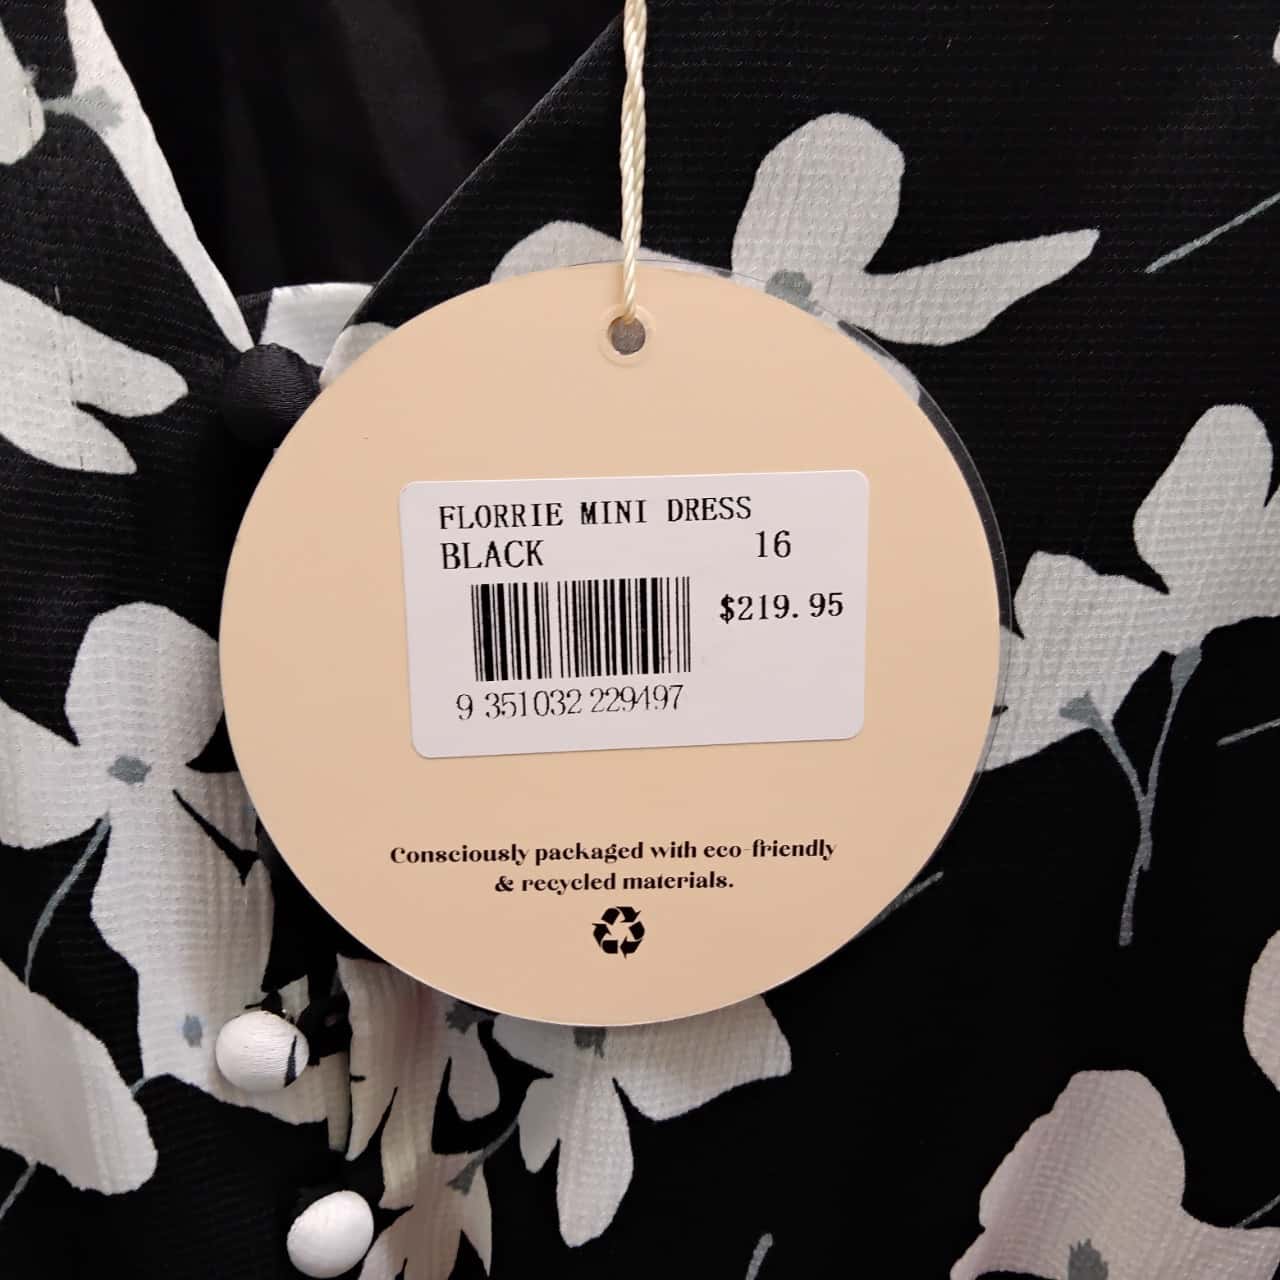 FLORRIE MINI DRESS
BLACK 16
$219.95
9 351032 229497
Consciously packaged with eco-friendly
& recycled materials.